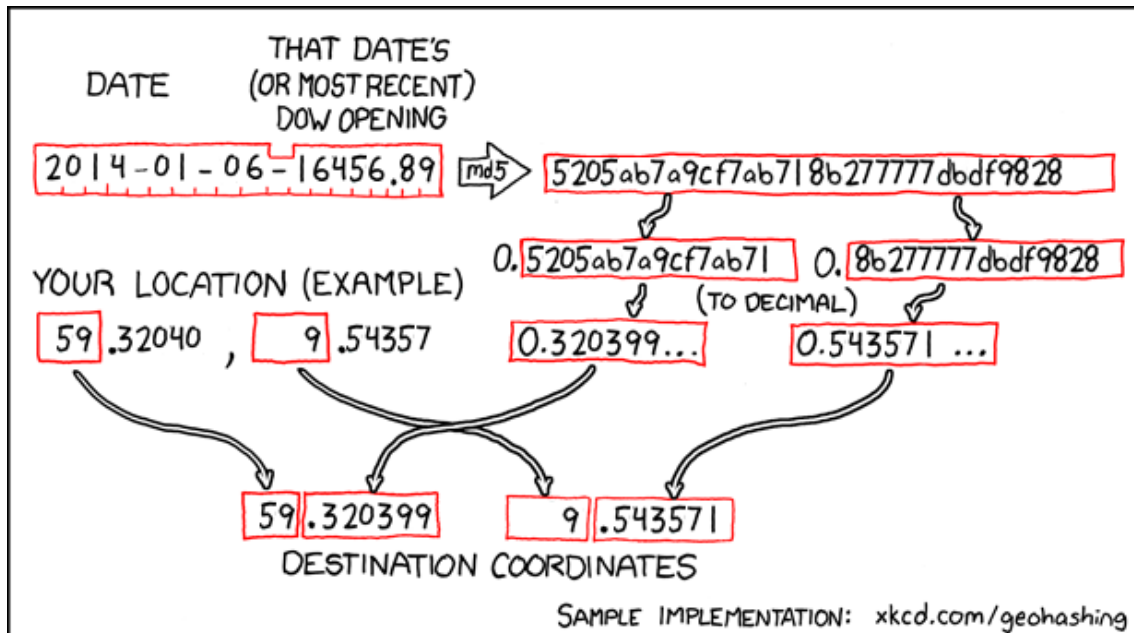 DATE
THAT DATE'S
(OR MOST RECENT)
DOW OPENING
2014-01-06-16456.89
md5
5205ab7a9cf7ab718b277777dbdf9828
0.5205ab7a9cf7ab71
0.8b277777dbdf9828
YOUR LOCATION (EXAMPLE)
(TO DECIMAL)
59.32040, 9.54357
0.320399...
0.543571 ...
59.320399
9.543571
DESTINATION COORDINATES
SAMPLE IMPLEMENTATION: xkcd.com/geohashing